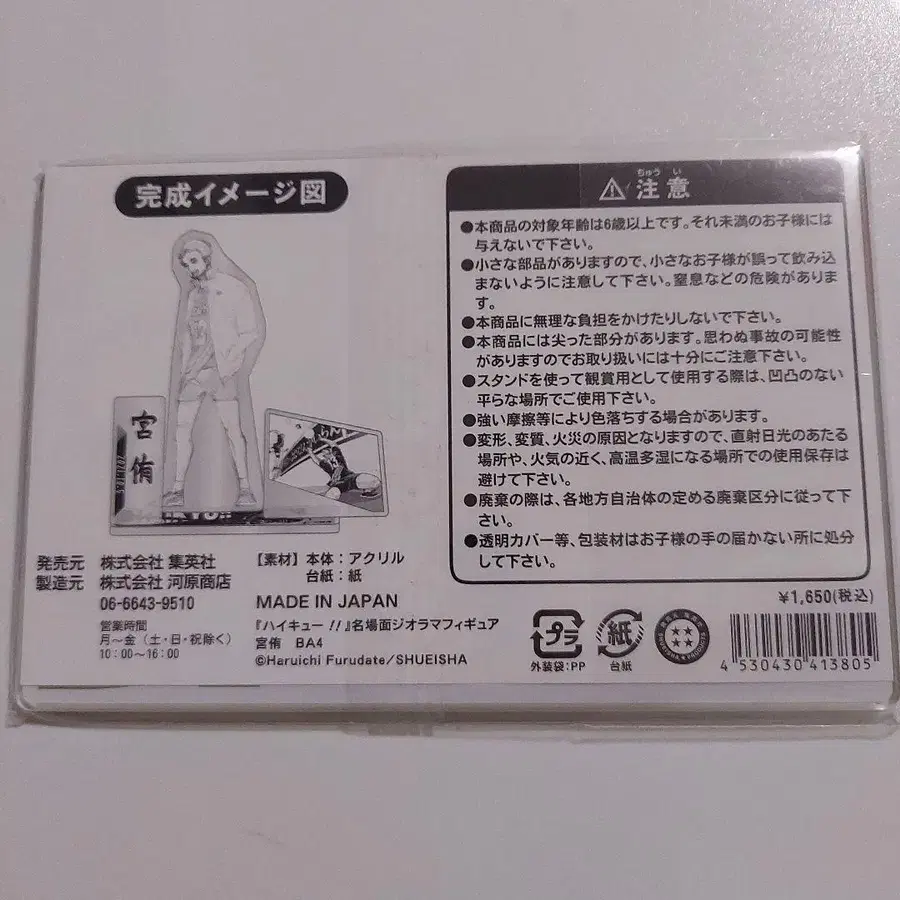 完成イメージ図
宮
侑
発売元 株式会社 集英社
製造元 株式会社 河原商店
06-6643-9510
営業時間
月～金（土・日・祝除く）
10:00～16:00
【素材】本体：アクリル
台紙：紙
MADE IN JAPAN
『ハイキュー!!』名場面ジオラマフィギュア
宮侑 BA4
©Haruichi Furudate/SHUEISHA
ちゅう い
注意
●本商品の対象年齢は6歳以上です。それ未満のお子様には
与えないで下さい。
●小さな部品がありますので、小さなお子様が誤って飲み込
まないように注意して下さい。窒息などの危険がありま
す。
●本商品に無理な負担をかけたりしないで下さい。
●本商品には尖った部分があります。思わぬ事故の可能性
がありますのでお取り扱いには十分にご注意下さい。
●スタンドを使って観賞用として使用する際は、凹凸のない
平らな場所でご使用下さい。
●強い摩擦等により色落ちする場合があります。
●変形、変質、火災の原因となりますので、直射日光のあたる
場所や、火気の近く、高温多湿になる場所での使用保存は
避けて下さい。
●廃棄の際は、各地方自治体の定める廃棄区分に従って下
さい。
●透明カバー等、包装材はお子様の手の届かない所に処分
して下さい。
¥1,650(税込)
プラ
外装袋：PP
紙
台紙
SHUEISHA PRODUCTS
4530430413805